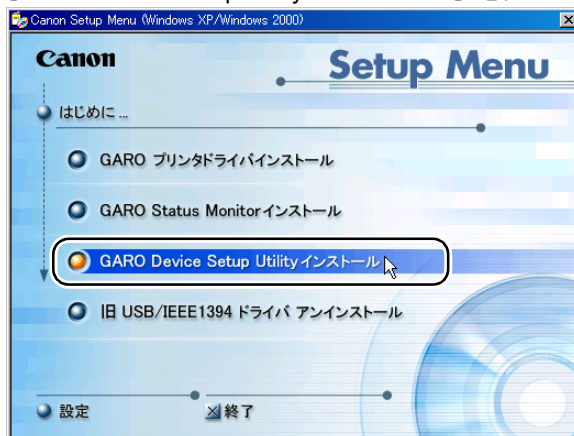 Canon Setup Menu (Windows XP/Windows 2000)
Canon
Setup Menu
はじめに ...
GARO プリンタドライバインストール
GARO Status Monitorインストール
GARO Device Setup Utilityインストール
旧 USB/IEEE1394 ドライバ アンインストール
設定
終了